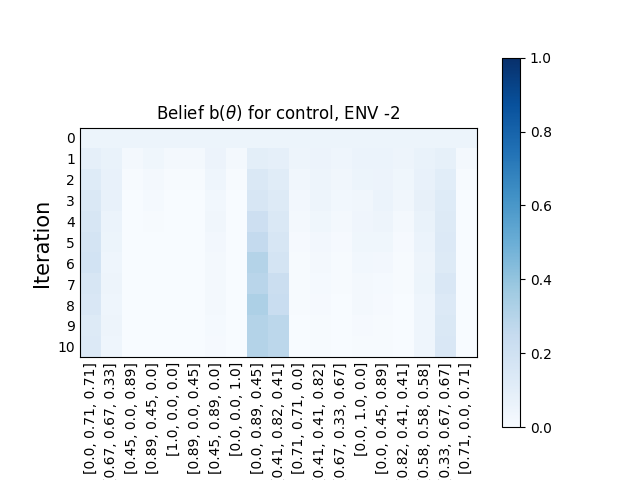 Belief b(θ) for control, ENV -2
Iteration
0
1
2
3
4
5
6
7
8
9
10
[0.0, 0.71, 0.71]
0.67, 0.67, 0.33]
[0.45, 0.0, 0.89]
[0.89, 0.45, 0.0]
[1.0, 0.0, 0.0]
[0.89, 0.0, 0.45]
[0.45, 0.89, 0.0]
[0.0, 0.0, 1.0]
[0.0, 0.89, 0.45]
0.41, 0.82, 0.41]
[0.71, 0.71, 0.0]
0.41, 0.41, 0.82]
0.67, 0.33, 0.67]
[0.0, 1.0, 0.0]
[0.0, 0.45, 0.89]
0.82, 0.41, 0.41]
0.58, 0.58, 0.58]
0.33, 0.67, 0.67]
[0.71, 0.0, 0.71]
1.0
0.8
0.6
0.4
0.2
0.0